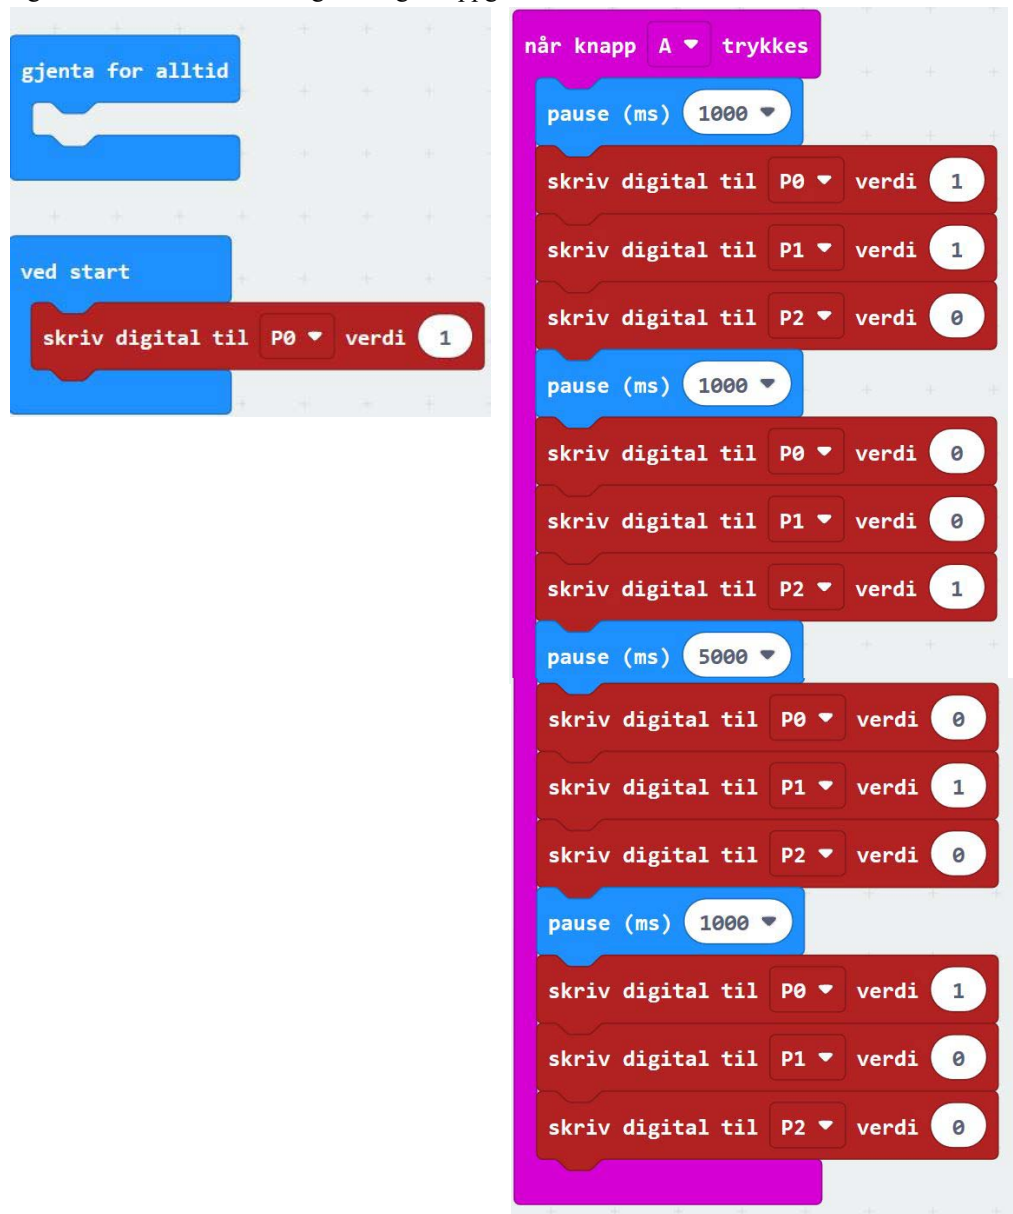 gjenta for alltid
ved start
skriv digital til P0 verdi 1
når knapp A trykkes
pause (ms) 1000
skriv digital til P0 verdi 1
skriv digital til P1 verdi 1
skriv digital til P2 verdi 0
pause (ms) 1000
skriv digital til P0 verdi 0
skriv digital til P1 verdi 0
skriv digital til P2 verdi 1
pause (ms) 5000
skriv digital til P0 verdi 0
skriv digital til P1 verdi 1
skriv digital til P2 verdi 0
pause (ms) 1000
skriv digital til P0 verdi 1
skriv digital til P1 verdi 0
skriv digital til P2 verdi 0